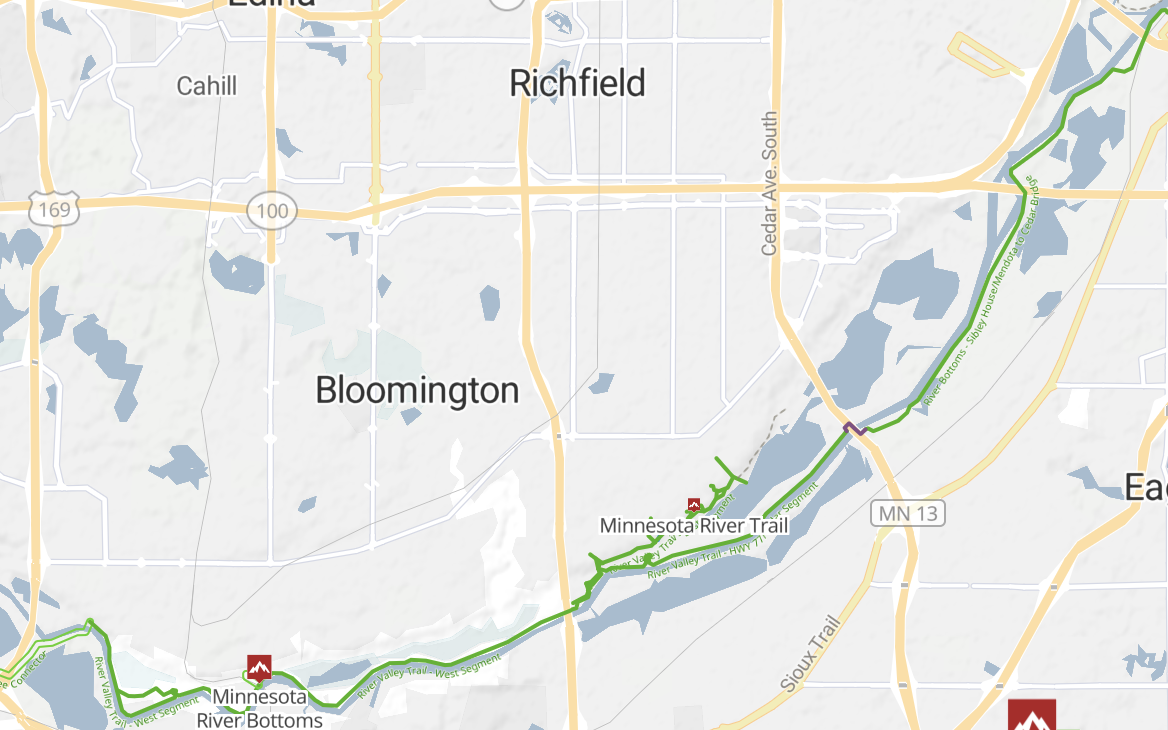 Edina
Cahill
Richfield
Cedar Ave. South
169
100
River Bottoms - Sibley House/Mendota to Cedar Bridge
Bloomington
MN 13
Minnesota River Trail
River Valley Trail - HWY 77
Segment
Sioux Trail
River Valley Trail - West Segment
Connector
River Valley Trail - West Segment
Minnesota
River Bottoms